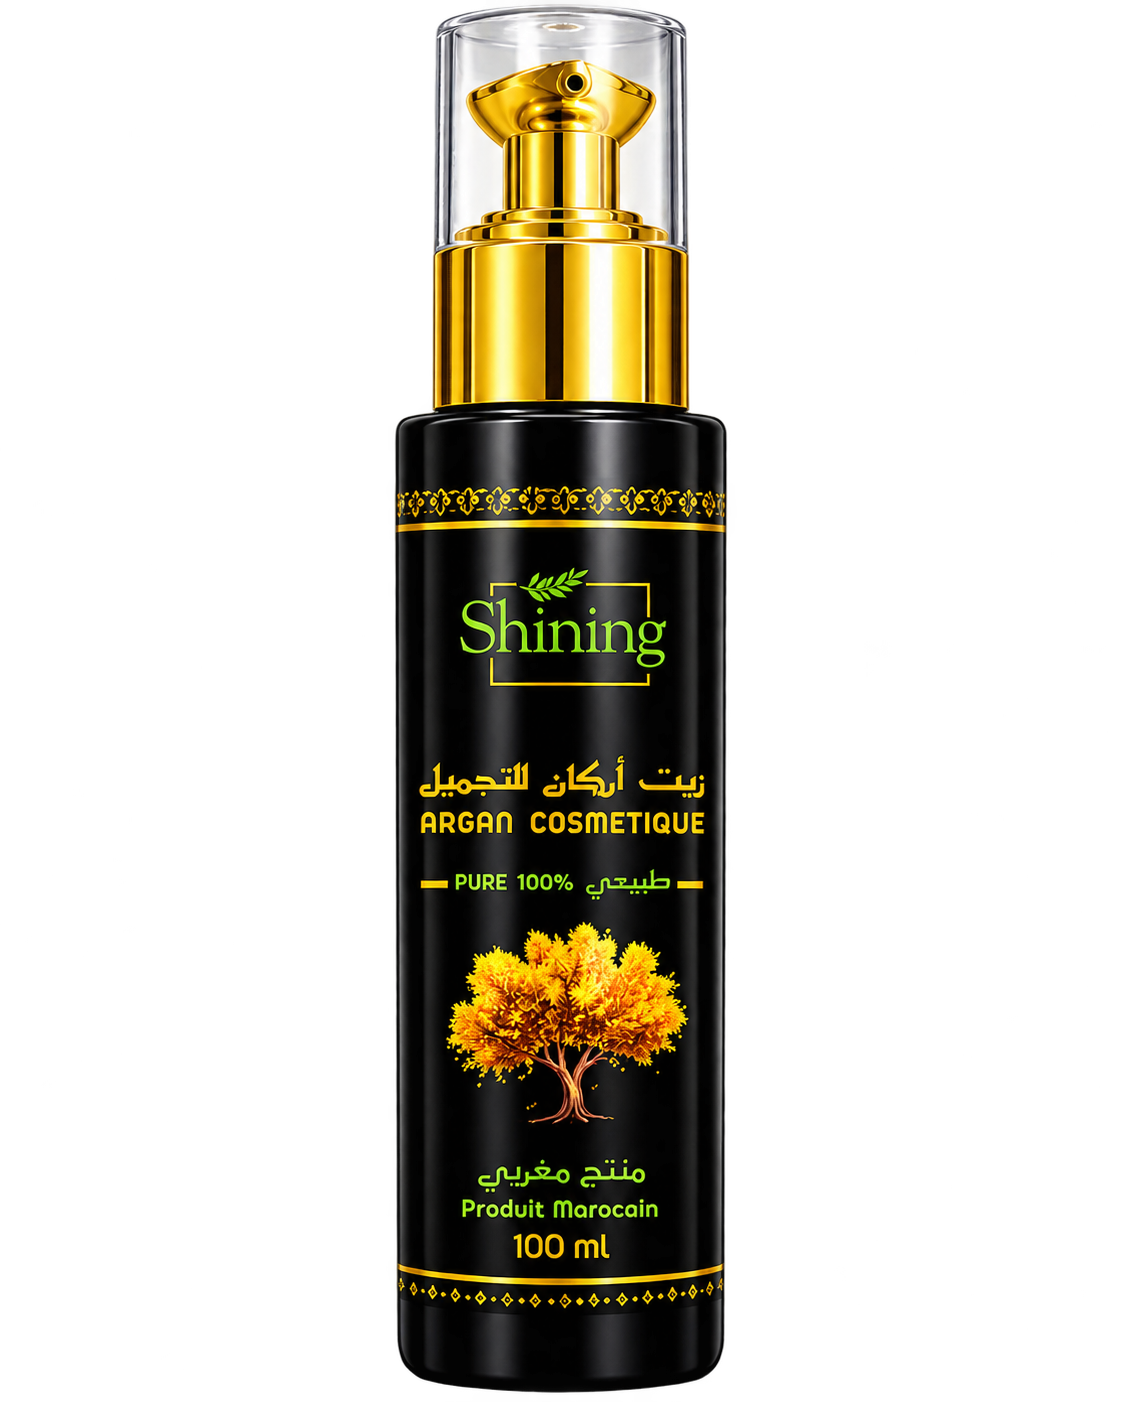 Shining
زيت أركان للتجميل
ARGAN COSMETIQUE
PURE 100% طبيعي
منتج مغربي
Produit Marocain
100 ml